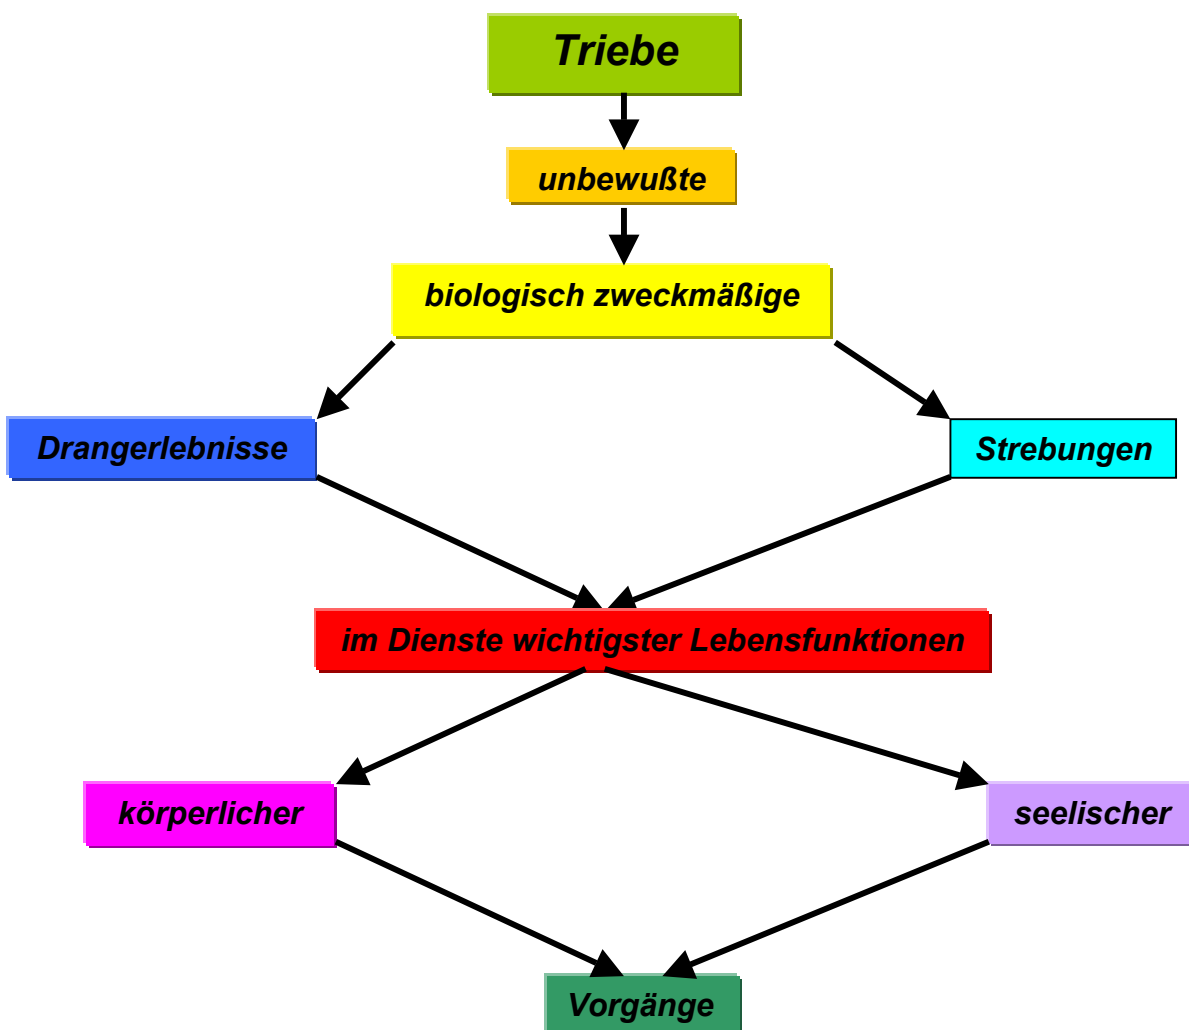 Triebe
unbewußte
biologisch zweckmäßige
Drangerlebnisse
Strebungen
im Dienste wichtigster Lebensfunktionen
körperlicher
seelischer
Vorgänge